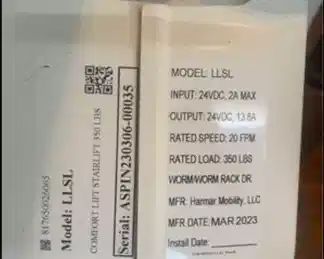 817650026065
Model: LLSL
COMFORT LIFT STAIRLIFT 350 LBS
Serial: ASPIN230306-00035
MODEL: LLSL
INPUT: 24VDC, 2A MAX
OUTPUT: 24VDC, 13.8A
RATED SPEED: 20 FPM
RATED LOAD: 350 LBS
WORM/WORM RACK DR.
MFR: Harmar Mobility, LLC
MFR DATE: MAR 2023
Install Date: